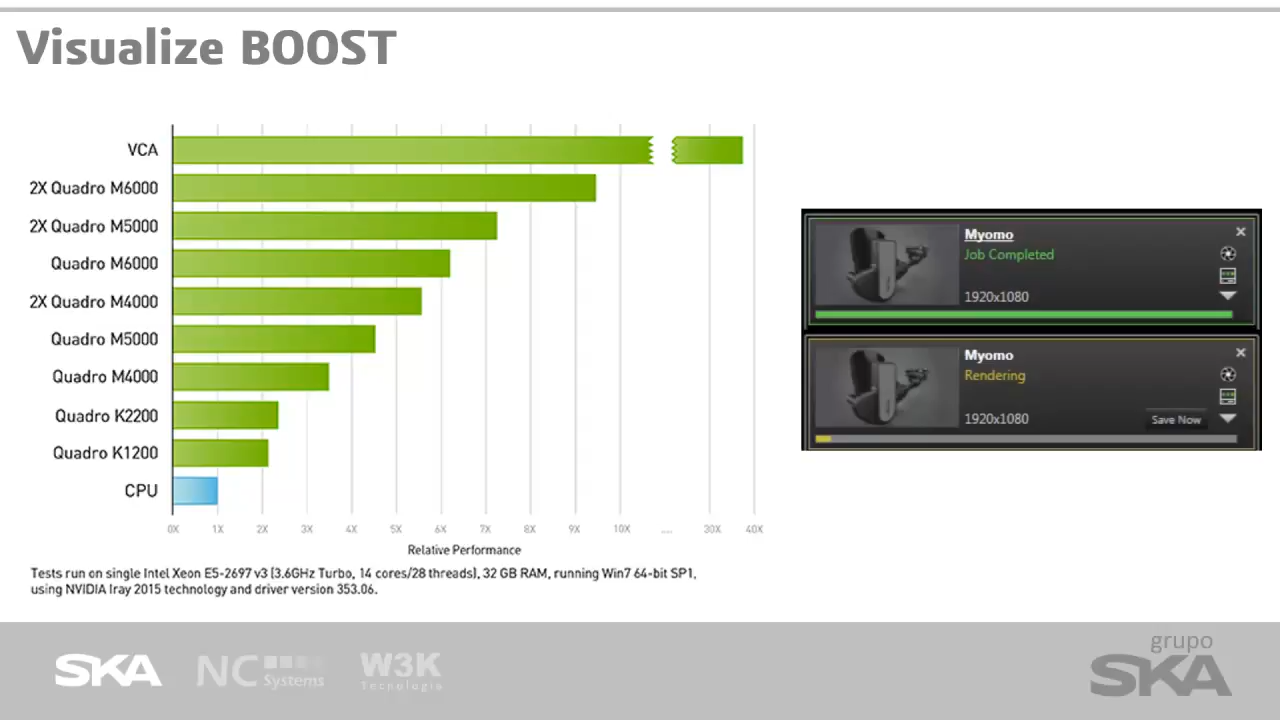 Visualize BOOST
VCA
2X Quadro M6000
2X Quadro M5000
Quadro M6000
2X Quadro M4000
Quadro M5000
Quadro M4000
Quadro K2200
Quadro K1200
CPU
0X 1X 2X 3X 4X 5X 6X 7X 8X 9X 10X .... 30X 40X
Relative Performance
Tests run on single Intel Xeon E5-2697 v3 (3.6GHz Turbo, 14 cores/28 threads), 32 GB RAM, running Win7 64-bit SP1,
using NVIDIA Iray 2015 technology and driver version 353.06.
Myomo
Job Completed
1920x1080
Myomo
Rendering
1920x1080
Save Now
SKA
NC Systems
W3K
Tecnologia
grupo
SKA